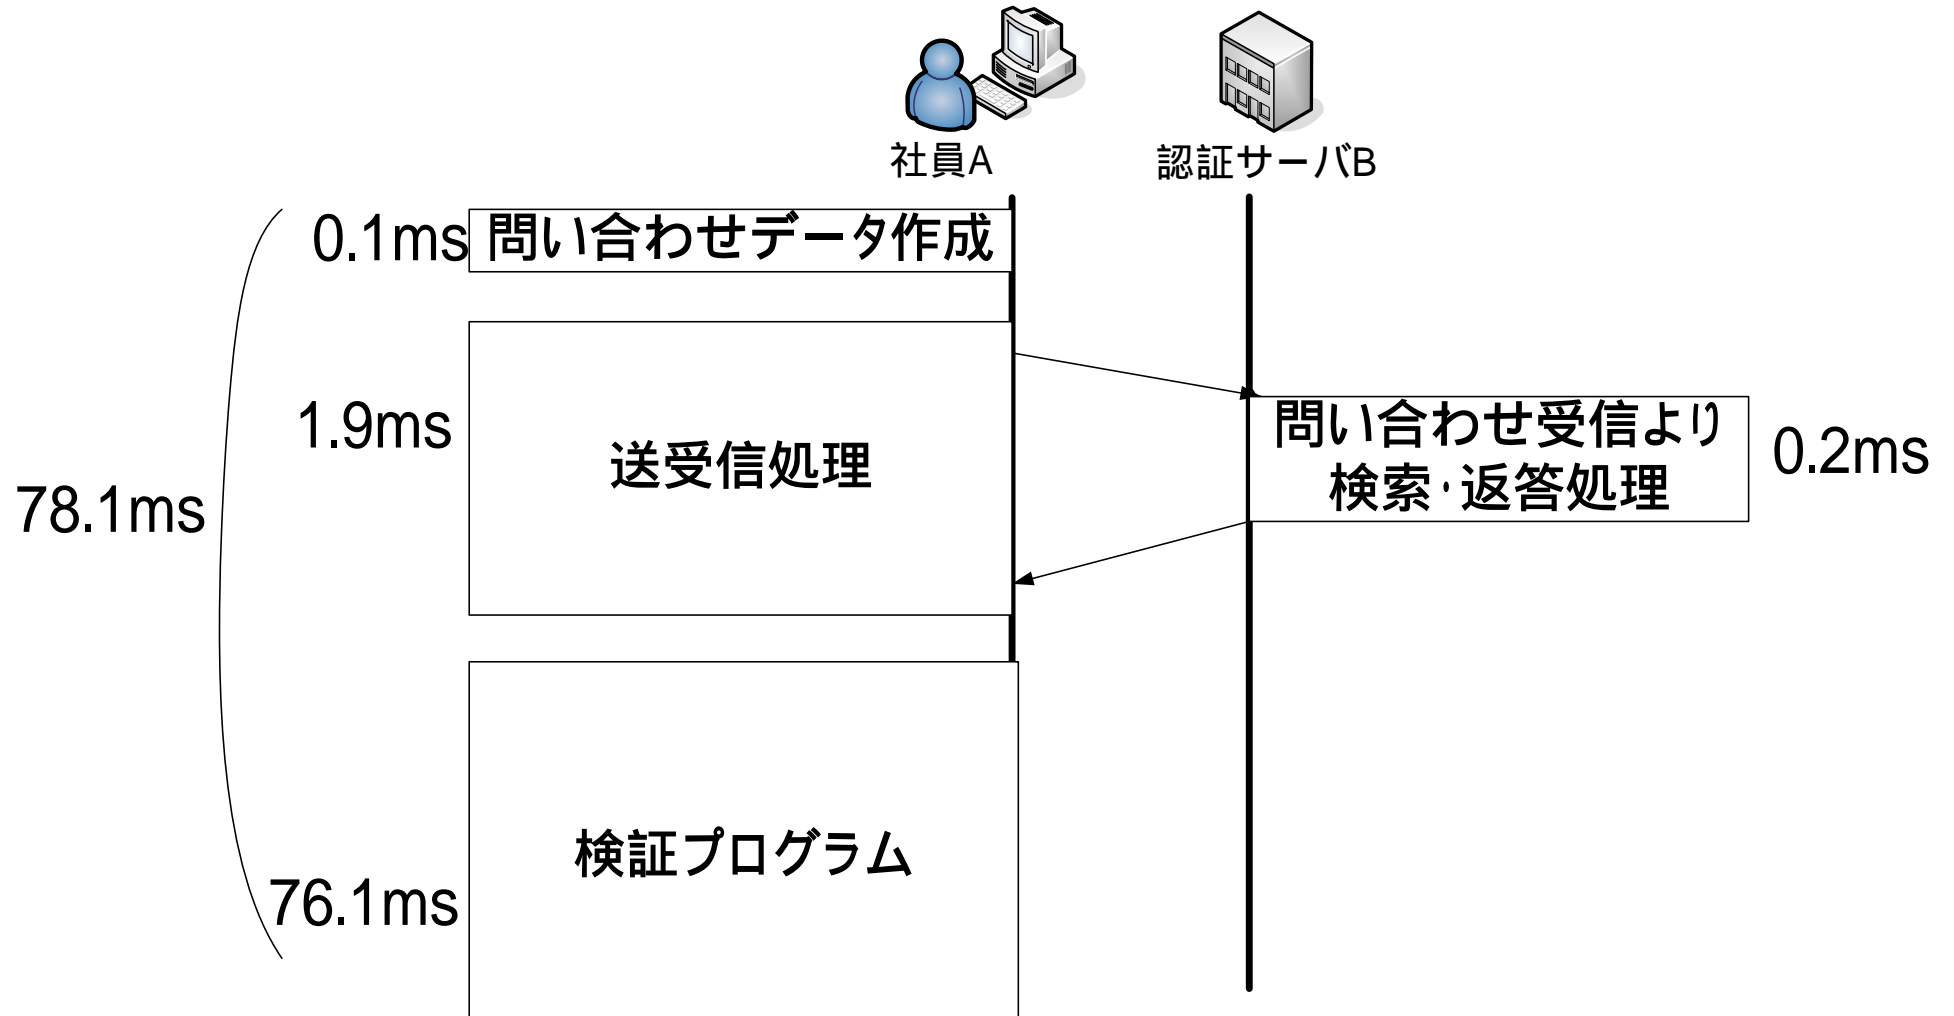 社員A
認証サーバB
0.1ms
問い合わせデータ作成
1.9ms
送受信処理
問い合わせ受信より
検索・返答処理
0.2ms
78.1ms
検証プログラム
76.1ms